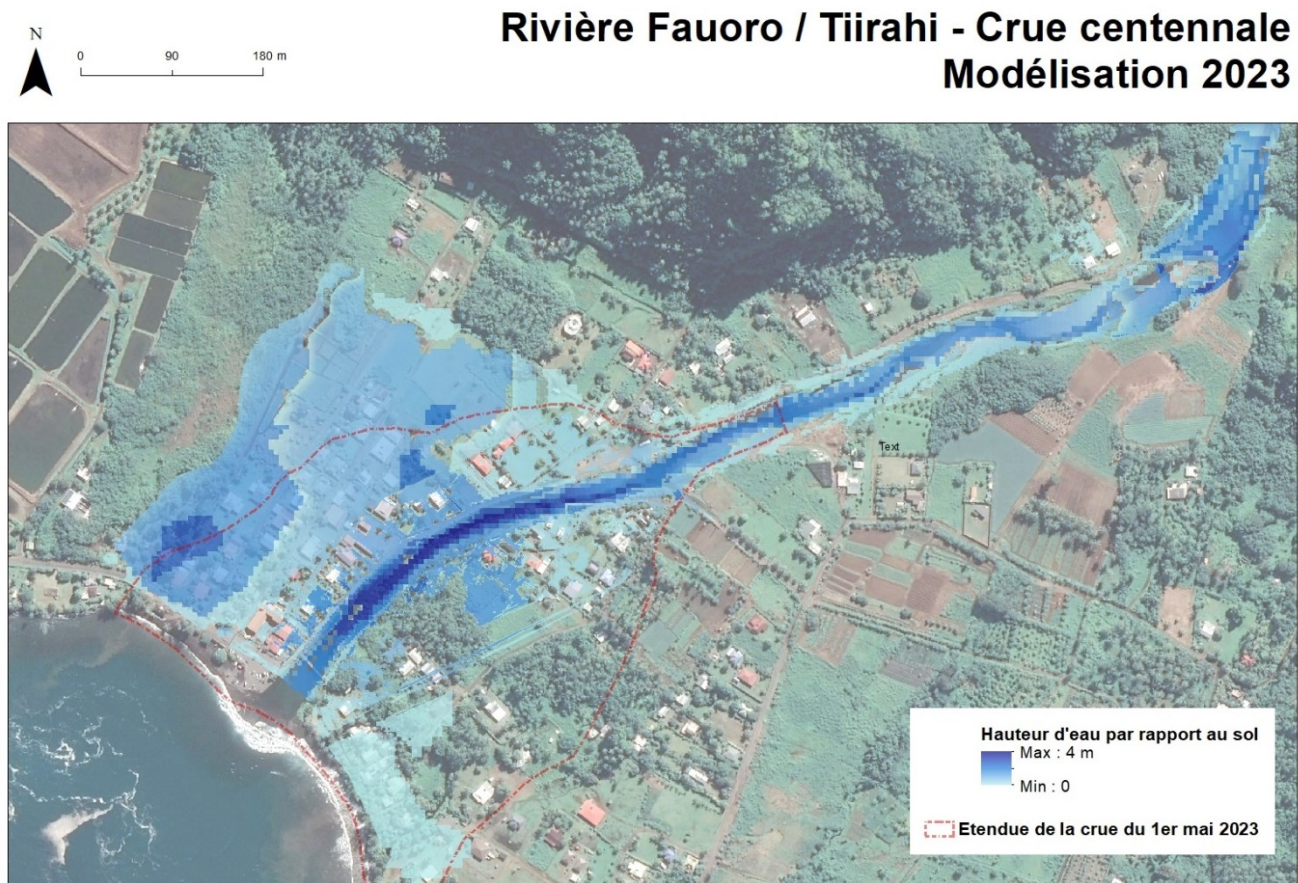 Rivière Fauoro / Tiirahi - Crue centennale
Modélisation 2023
N
0 90 180 m
Text
Hauteur d'eau par rapport au sol
Max : 4 m
Min : 0
Etendue de la crue du 1er mai 2023